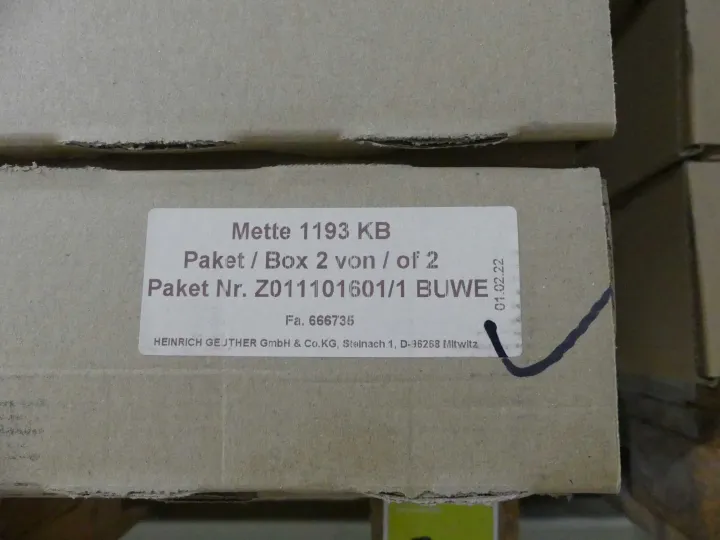 Mette 1193 KB
Paket / Box 2 von / of 2
Paket Nr. Z011101601/1 BUWE
01.02.22
Fa. 666735
HEINRICH GEUTHER GmbH & Co.KG, Steinach 1, D-96268 Mitwitz